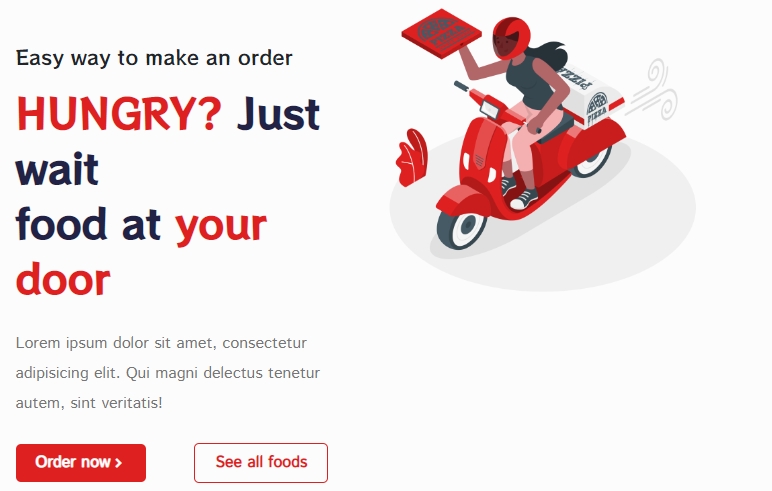 Easy way to make an order
HUNGRY? Just
wait
food at your
door
Lorem ipsum dolor sit amet, consectetur
adipisicing elit. Qui magni delectus tenetur
autem, sint veritatis!
Order now ›
See all foods
PIZZA
PIZZA
PIZZA